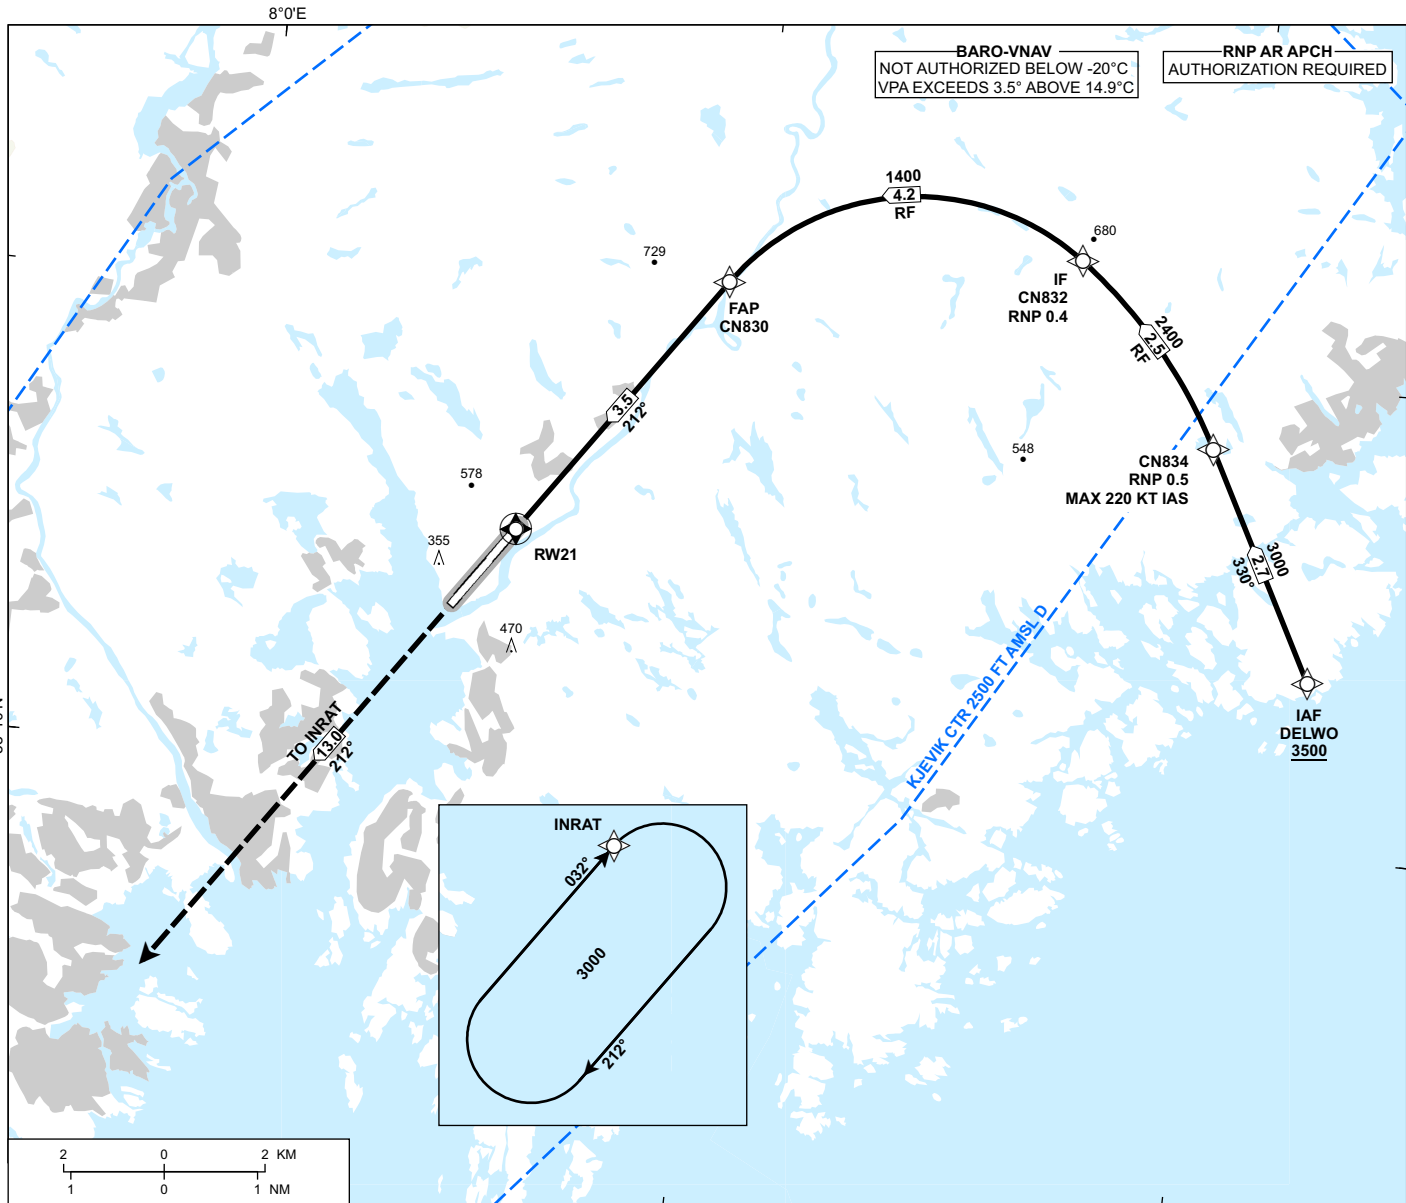 8°0'E
BARO-VNAV
NOT AUTHORIZED BELOW -20°C
VPA EXCEEDS 3.5° ABOVE 14.9°C
RNP AR APCH
AUTHORIZATION REQUIRED
1400
4.2
RF
680
729
IF
CN832
RNP 0.4
FAP
CN830
2400
2.5
RF
3.5
212°
548
CN834
RNP 0.5
MAX 220 KT IAS
578
355
RW21
3000
2.7
330°
470
KJEVIK CTR 2500 FT AMSL D
IAF
DELWO
3500
TO INRAT
13.0
212°
INRAT
032°
3000
212°
2 0 2 KM
1 0 1 NM